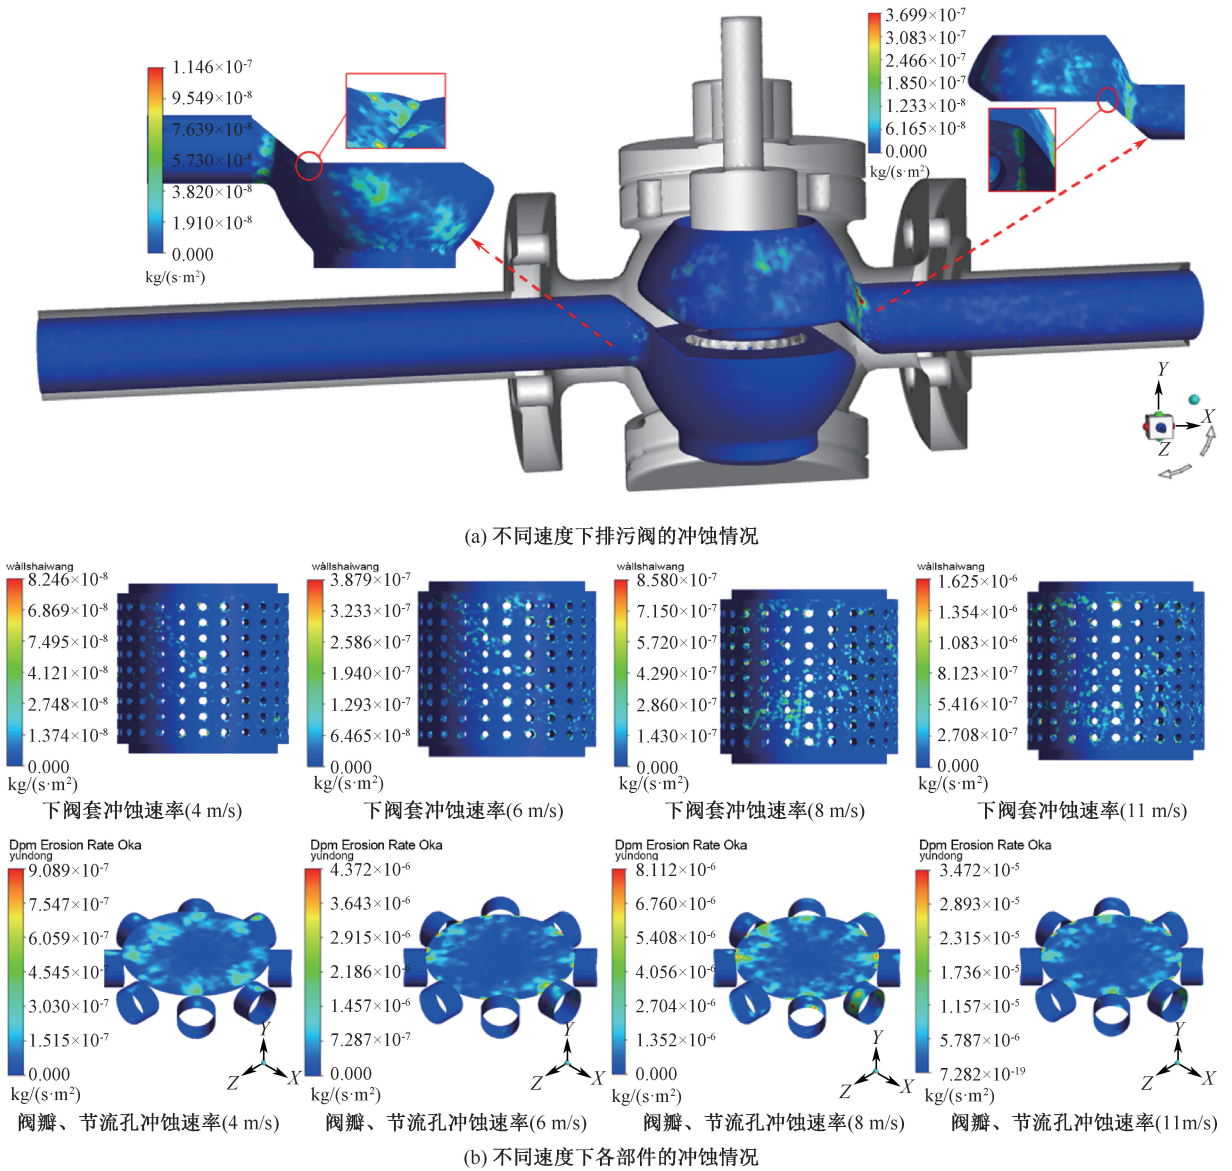 1.146×10⁻⁷
9.549×10⁻⁸
7.639×10⁻⁸
5.730×10⁻⁸
3.820×10⁻⁸
1.910×10⁻⁸
0.000
kg/(s·m²)
3.699×10⁻⁷
3.083×10⁻⁷
2.466×10⁻⁷
1.850×10⁻⁷
1.233×10⁻⁸
6.165×10⁻⁸
0.000
kg/(s·m²)
Y
X
Z
(a) 不同速度下排污阀的冲蚀情况
wallshaiwang
8.246×10⁻⁸
6.869×10⁻⁸
7.495×10⁻⁸
4.121×10⁻⁸
2.748×10⁻⁸
1.374×10⁻⁸
0.000
kg/(s·m²)
下阀套冲蚀速率(4 m/s)
wallshaiwang
3.879×10⁻⁷
3.233×10⁻⁷
2.586×10⁻⁷
1.940×10⁻⁷
1.293×10⁻⁷
6.465×10⁻⁸
0.000
kg/(s·m²)
下阀套冲蚀速率(6 m/s)
wallshaiwang
8.580×10⁻⁷
7.150×10⁻⁷
5.720×10⁻⁷
4.290×10⁻⁷
2.860×10⁻⁷
1.430×10⁻⁷
0.000
kg/(s·m²)
下阀套冲蚀速率(8 m/s)
wallshaiwang
1.625×10⁻⁶
1.354×10⁻⁶
1.083×10⁻⁶
8.123×10⁻⁷
5.416×10⁻⁷
2.708×10⁻⁷
0.000
kg/(s·m²)
下阀套冲蚀速率(11 m/s)
Dpm Erosion Rate Oka
yundong
9.089×10⁻⁷
7.547×10⁻⁷
6.059×10⁻⁷
4.545×10⁻⁷
3.030×10⁻⁷
1.515×10⁻⁷
0.000
kg/(s·m²)
Y
Z
X
阀瓣、节流孔冲蚀速率(4 m/s)
Dpm Erosion Rate Oka
yundong
4.372×10⁻⁶
3.643×10⁻⁶
2.915×10⁻⁶
2.186×10⁻⁶
1.457×10⁻⁶
7.287×10⁻⁷
0.000
kg/(s·m²)
Y
Z
X
阀瓣、节流孔冲蚀速率(6 m/s)
Dpm Erosion Rate Oka
yundong
8.112×10⁻⁶
6.760×10⁻⁶
5.408×10⁻⁶
4.056×10⁻⁶
2.704×10⁻⁶
1.352×10⁻⁶
0.000
kg/(s·m²)
Y
Z
X
阀瓣、节流孔冲蚀速率(8 m/s)
Dpm Erosion Rate Oka
yundong
3.472×10⁻⁵
2.893×10⁻⁵
2.315×10⁻⁵
1.736×10⁻⁵
1.157×10⁻⁵
5.787×10⁻⁶
7.282×10⁻¹⁹
kg/(s·m²)
Y
Z
X
阀瓣、节流孔冲蚀速率(11m/s)
(b) 不同速度下各部件的冲蚀情况